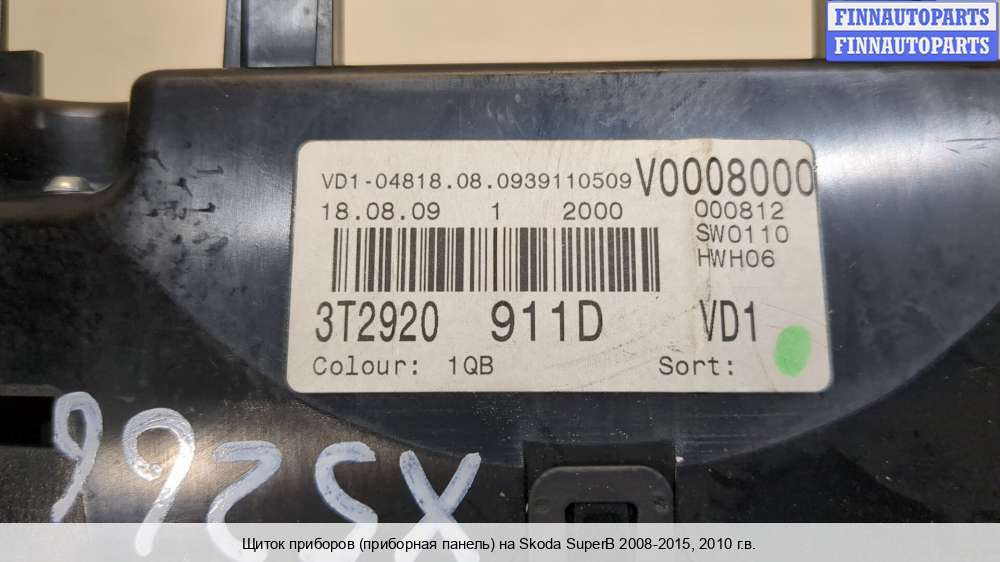 FINNAUTOPARTS
FINNAUTOPARTS
VD1-04818.08.0939110509 V0008000
18.08.09 1 2000 000812
SW0110
HWH06
3T2920 911D VD1
Colour: 1QB Sort:
XS266
Щиток приборов (приборная панель) на Skoda SuperB 2008-2015, 2010 г.в.